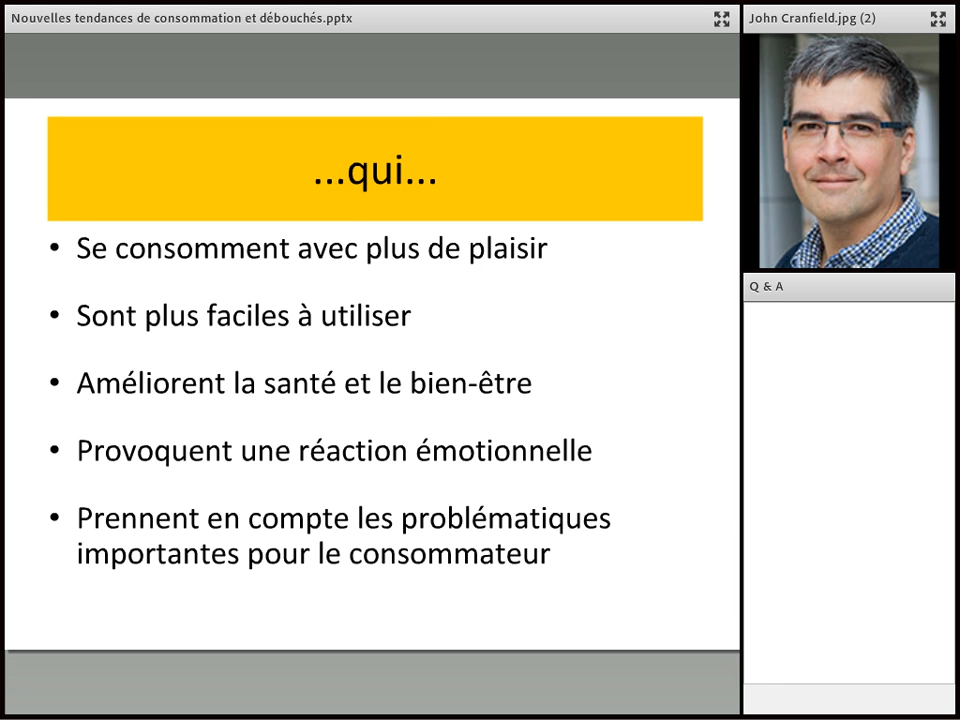 Nouvelles tendances de consommation et débouchés.pptx
John Cranfield.jpg (2)
...qui...
• Se consomment avec plus de plaisir
• Sont plus faciles à utiliser
• Améliorent la santé et le bien-être
• Provoquent une réaction émotionnelle
• Prennent en compte les problématiques
importantes pour le consommateur
Q & A